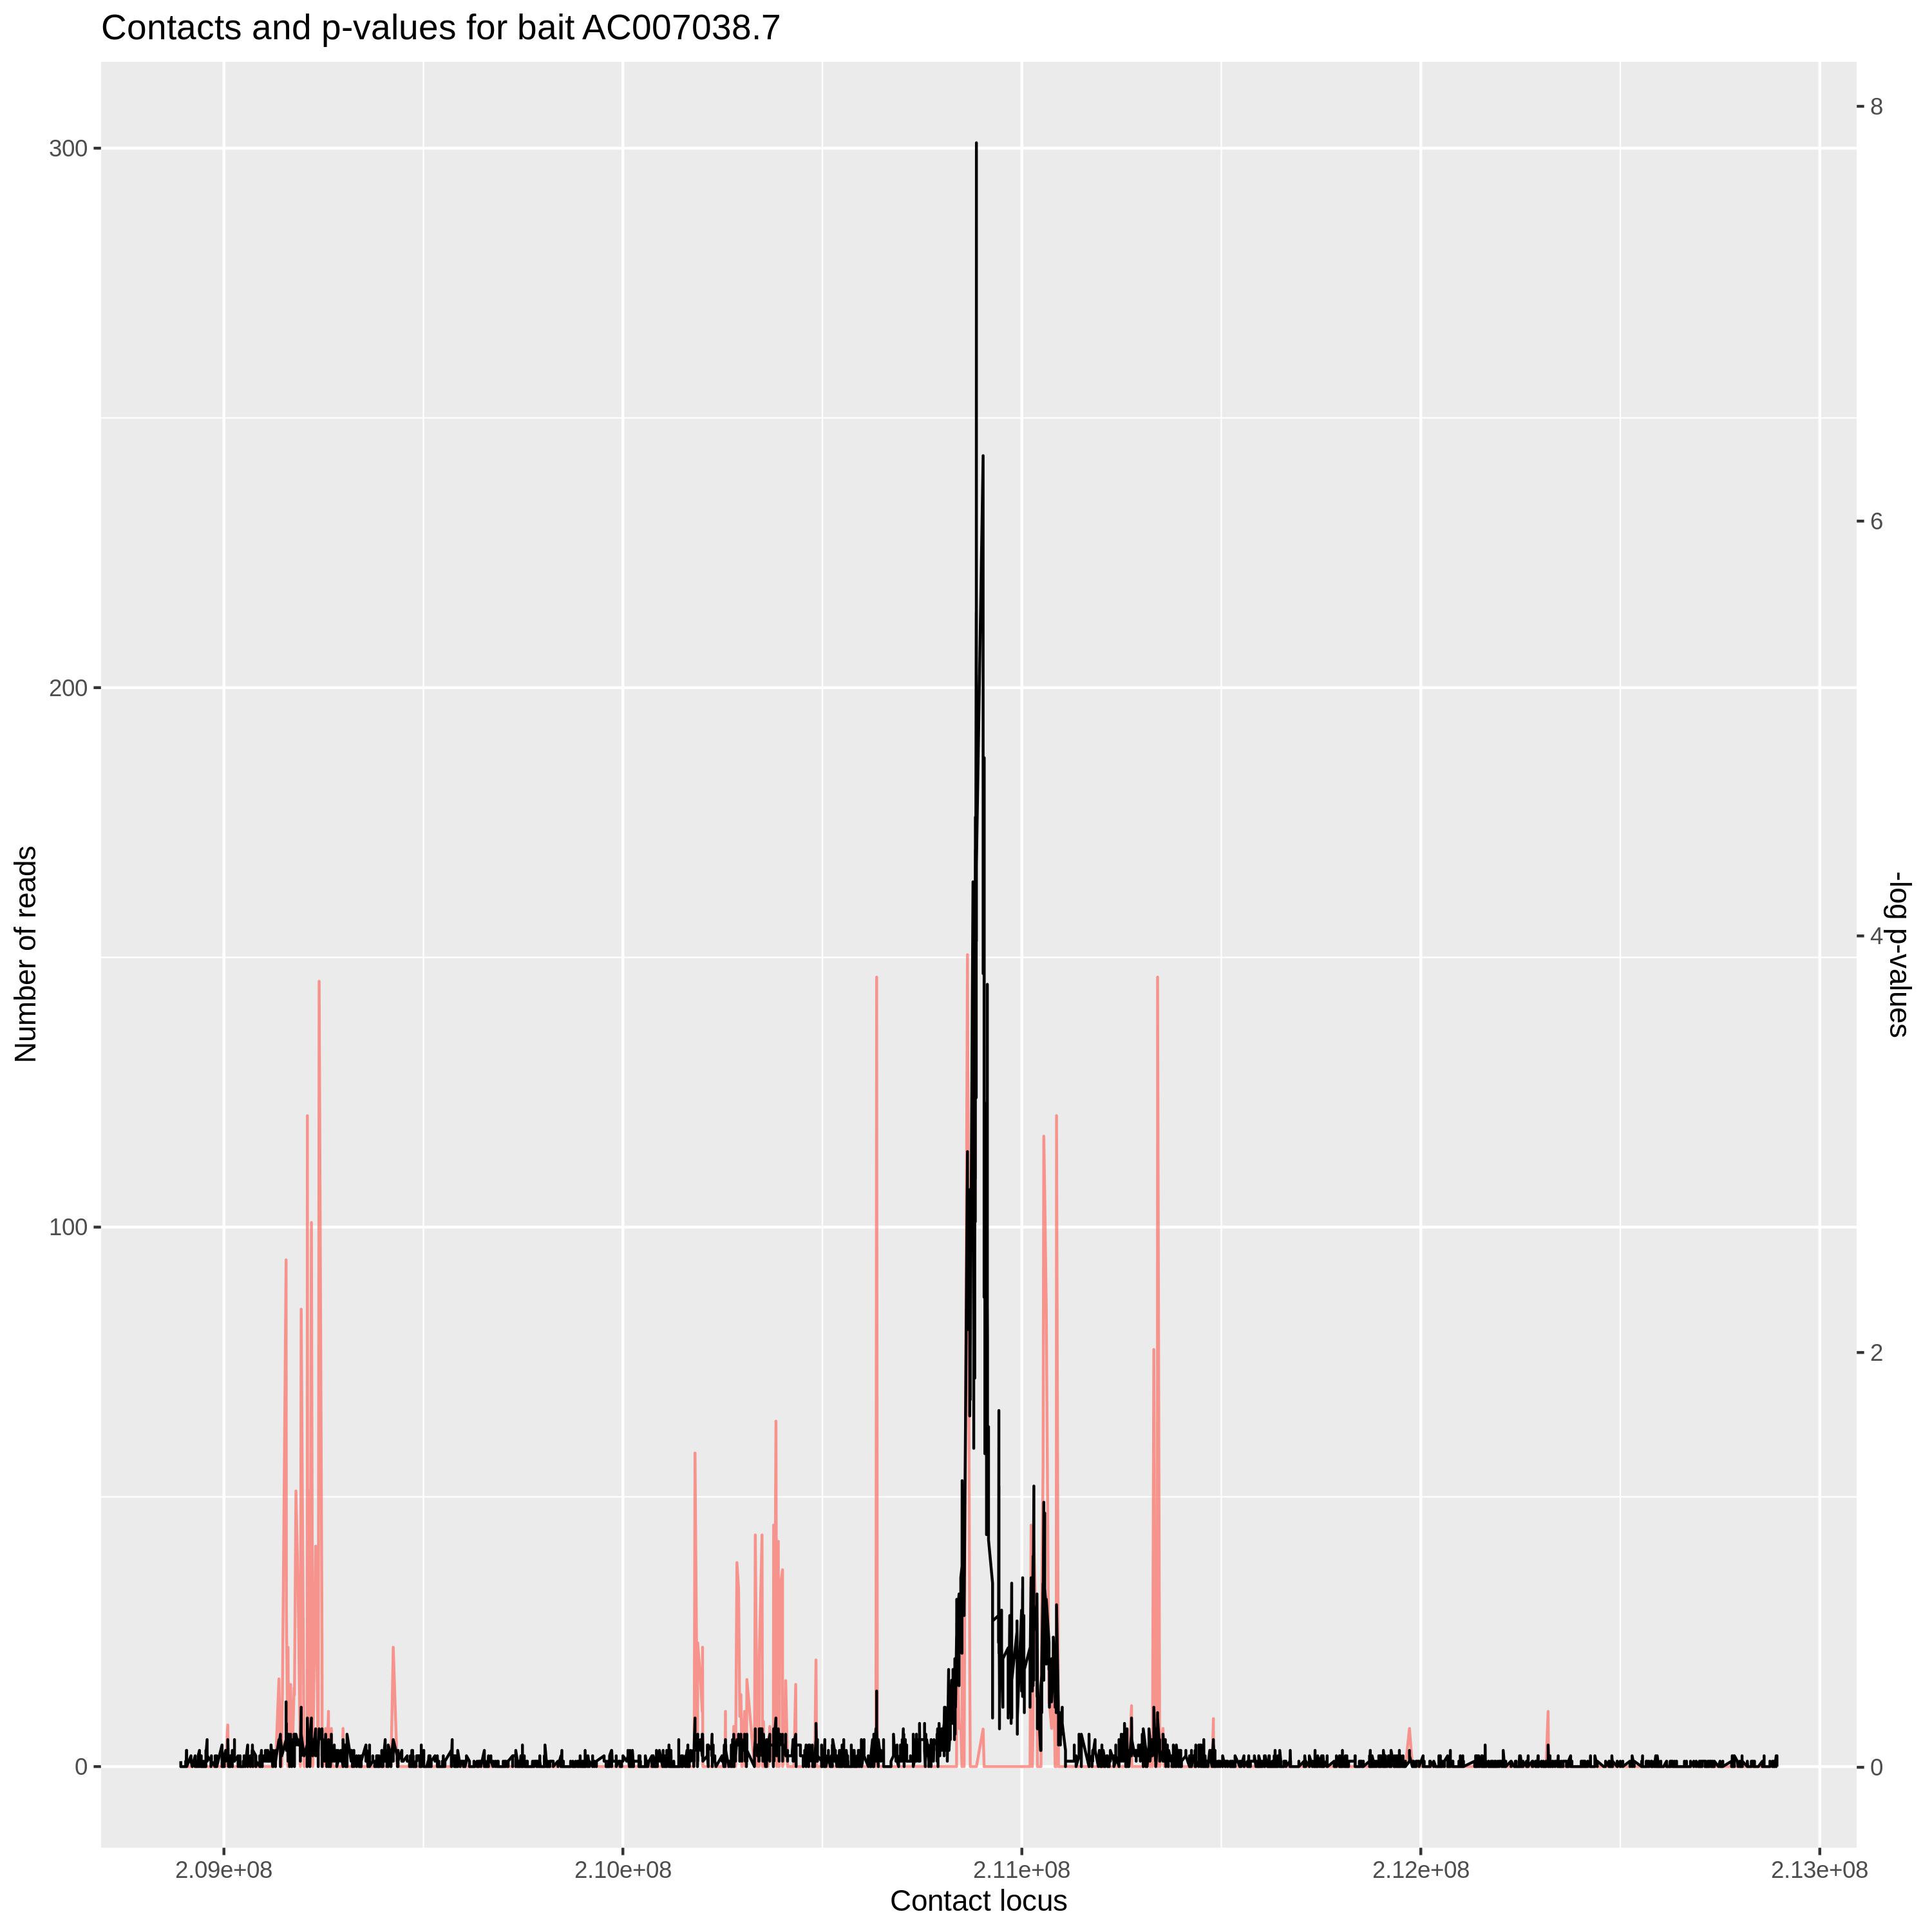 Contacts and p-values for bait AC007038.7
300
200
100
0
8
6
4
2
0
Number of reads
-log p-values
2.09e+08
2.10e+08
2.11e+08
2.12e+08
2.13e+08
Contact locus